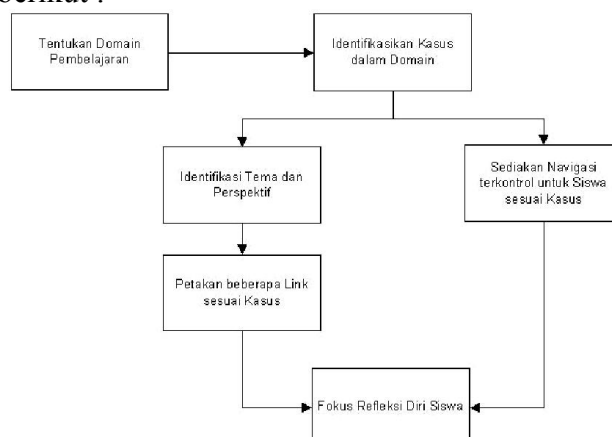 berikut :
Tentukan Domain
Pembelajaran
Identifikasikan Kasus
dalam Domain
Identifikasi Tema dan
Perspektif
Sediakan Navigasi
terkontrol untuk Siswa
sesuai Kasus
Petakan beberapa Link
sesuai Kasus
Fokus Refleksi Diri Siswa